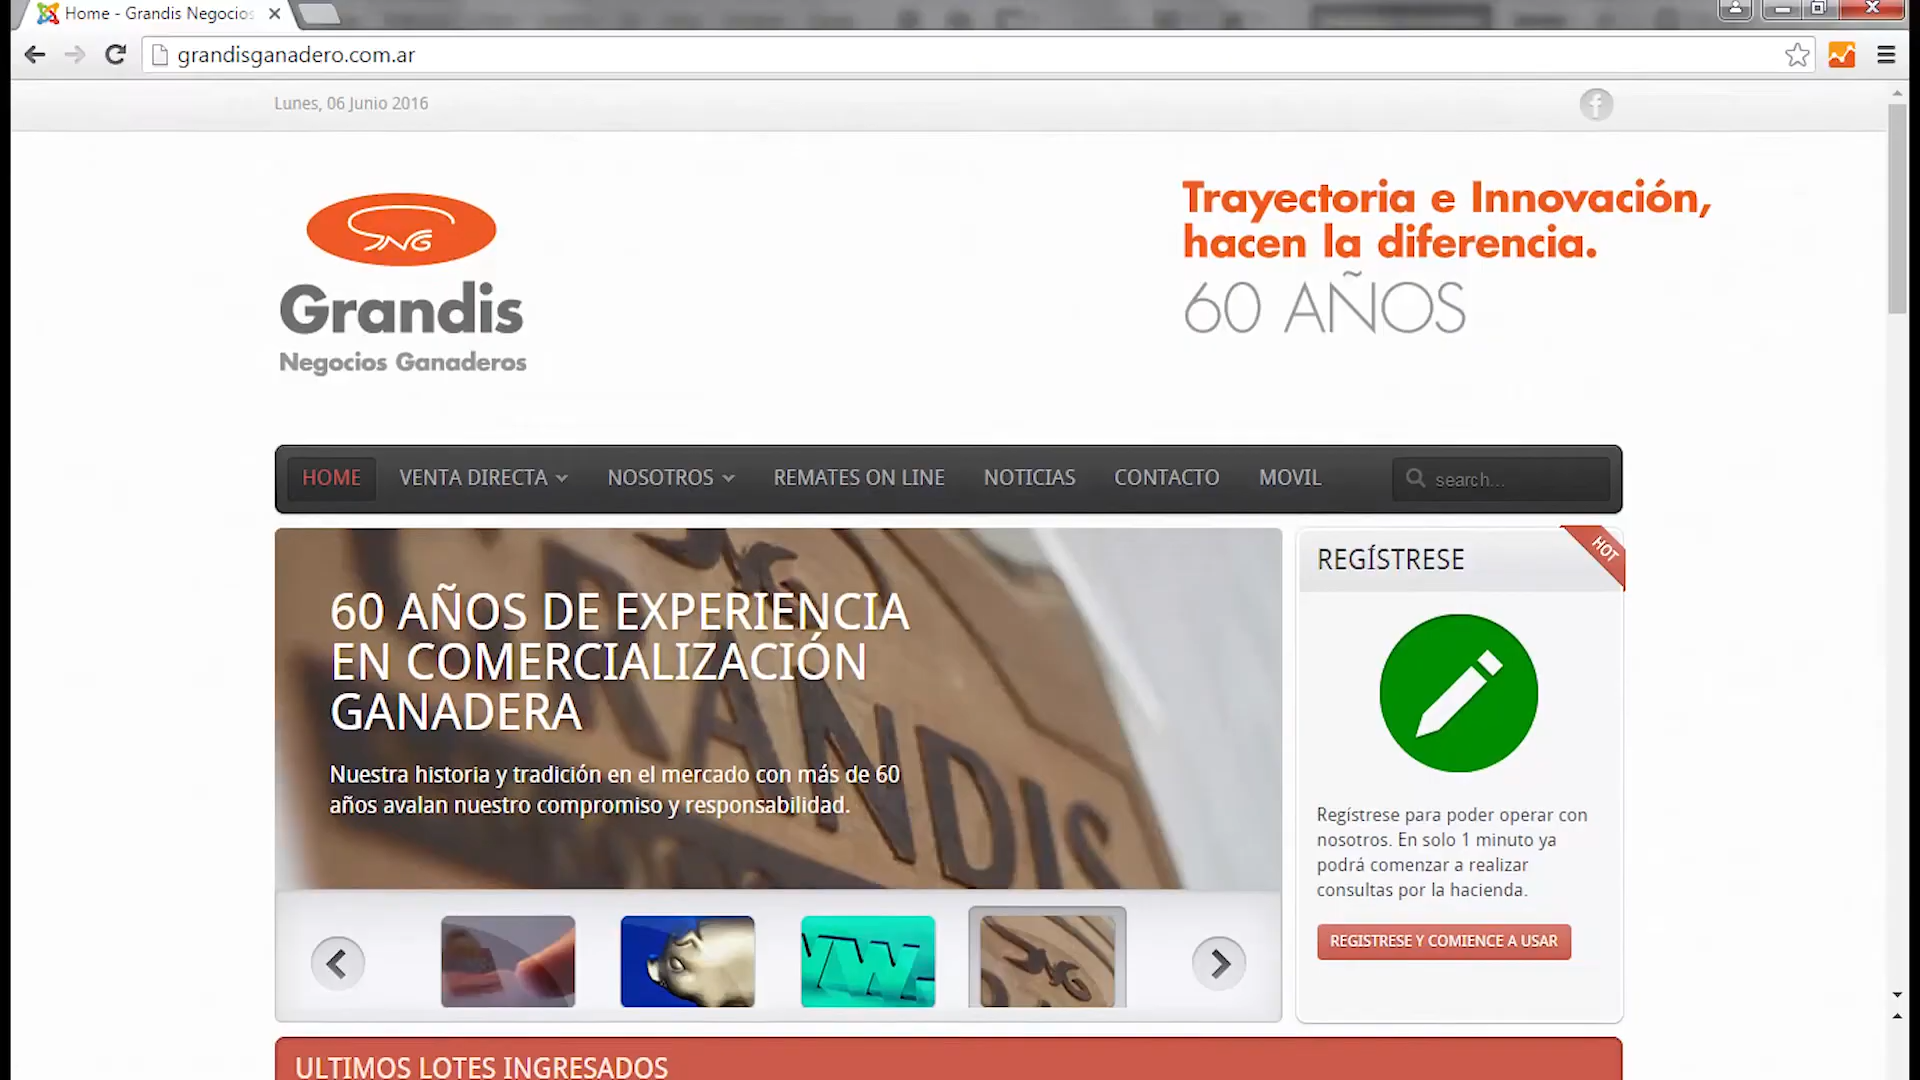 Home - Grandis Negocios
grandisganadero.com.ar
Lunes, 06 Junio 2016
f
GNG
Grandis
Negocios Ganaderos
Trayectoria e Innovación,
hacen la diferencia.
60 AÑOS
HOME VENTA DIRECTA NOSOTROS REMATES ON LINE NOTICIAS CONTACTO MOVIL search...
60 AÑOS DE EXPERIENCIA
EN COMERCIALIZACIÓN
GANADERA
Nuestra historia y tradición en el mercado con más de 60
años avalan nuestro compromiso y responsabilidad.
GRANDIS
WW.
REGÍSTRESE
HOT
Regístrese para poder operar con
nosotros. En solo 1 minuto ya
podrá comenzar a realizar
consultas por la hacienda.
REGISTRESE Y COMIENCE A USAR
ULTIMOS LOTES INGRESADOS